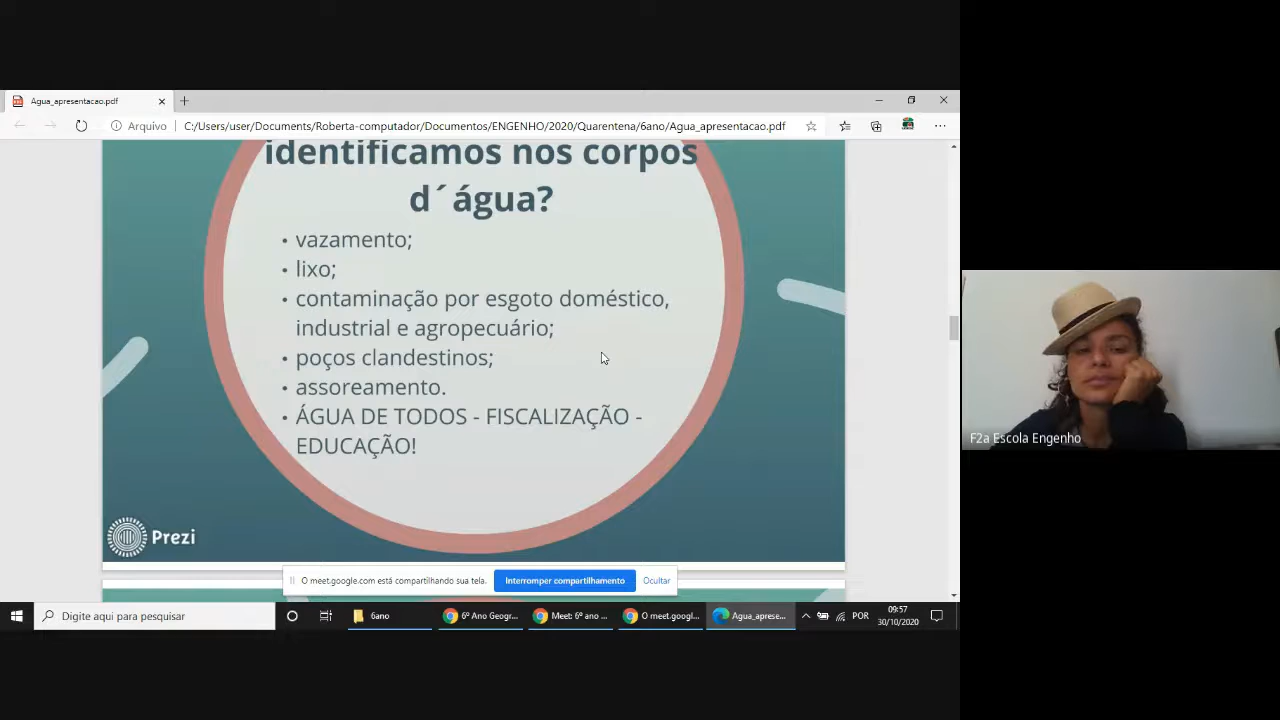 Agua_apresentacao.pdf
Arquivo
C:/Users/user/Documents/Roberta-computador/Documentos/ENGENHO/2020/Quarentena/6ano/Agua_apresentacao.pdf
identificamos nos corpos
d´água?
• vazamento;
• lixo;
• contaminação por esgoto doméstico,
industrial e agropecuário;
• poços clandestinos;
• assoreamento.
• ÁGUA DE TODOS - FISCALIZAÇÃO -
EDUCAÇÃO!
Prezi
F2a Escola Engenho
O meet.google.com está compartilhando sua tela.
Interromper compartilhamento
Ocultar
Digite aqui para pesquisar
6ano
6º Ano Geogr...
Meet: 6º ano ...
O meet.googl...
Agua_aprese...
POR
09:57
30/10/2020